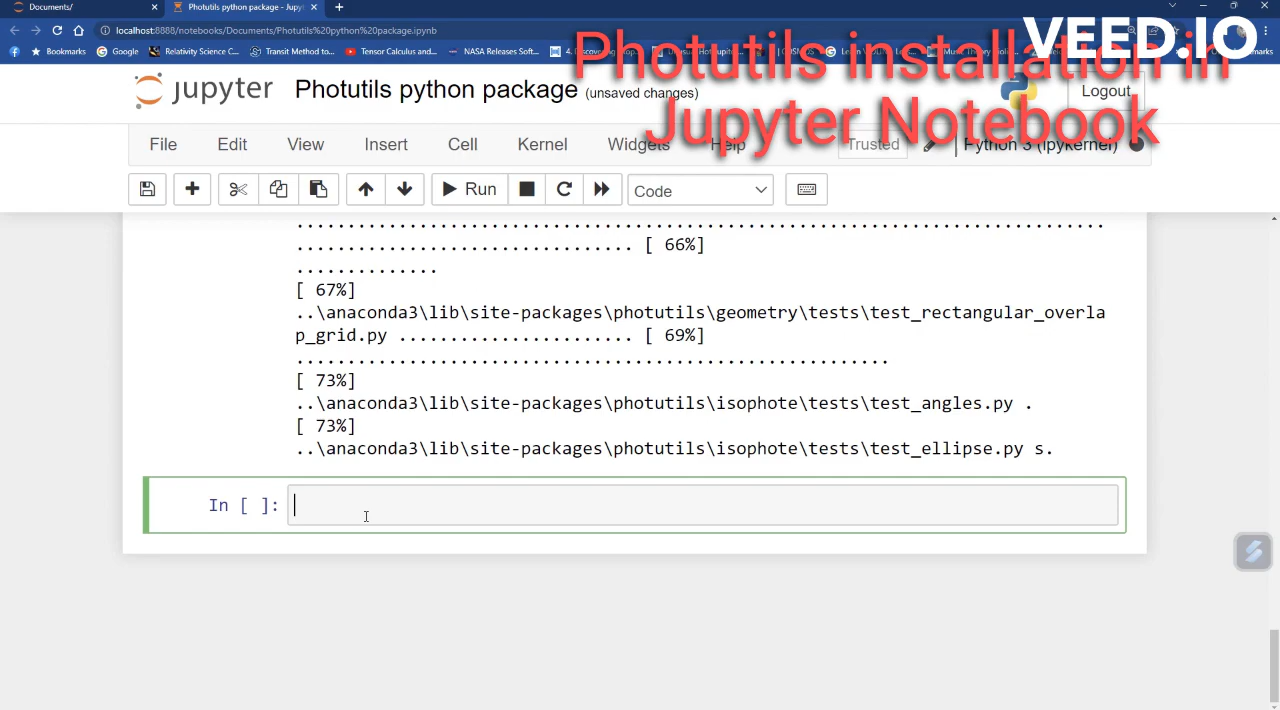 Documents/
Photutils python package - Jupyt
localhost:8888/notebooks/Documents/Photutils%20python%20package.ipynb
Bookmarks
Google
Relativity Science C...
Transit Method to...
Tensor Calculus and...
NASA Releases Soft...
VEED.IO
Photutils installation in
Jupyter Notebook
jupyter
Photutils python package (unsaved changes)
Logout
File Edit View Insert Cell Kernel Widgets Help
Trusted
Python 3 (ipykernel)
Run
Code
...............................................................................
................................. [ 66%]
..............
[ 67%]
..\anaconda3\lib\site-packages\photutils\geometry\tests\test_rectangular_overla
p_grid.py ....................... [ 69%]
..........................................................
[ 73%]
..\anaconda3\lib\site-packages\photutils\isophote\tests\test_angles.py .
[ 73%]
..\anaconda3\lib\site-packages\photutils\isophote\tests\test_ellipse.py s.
In [ ]: